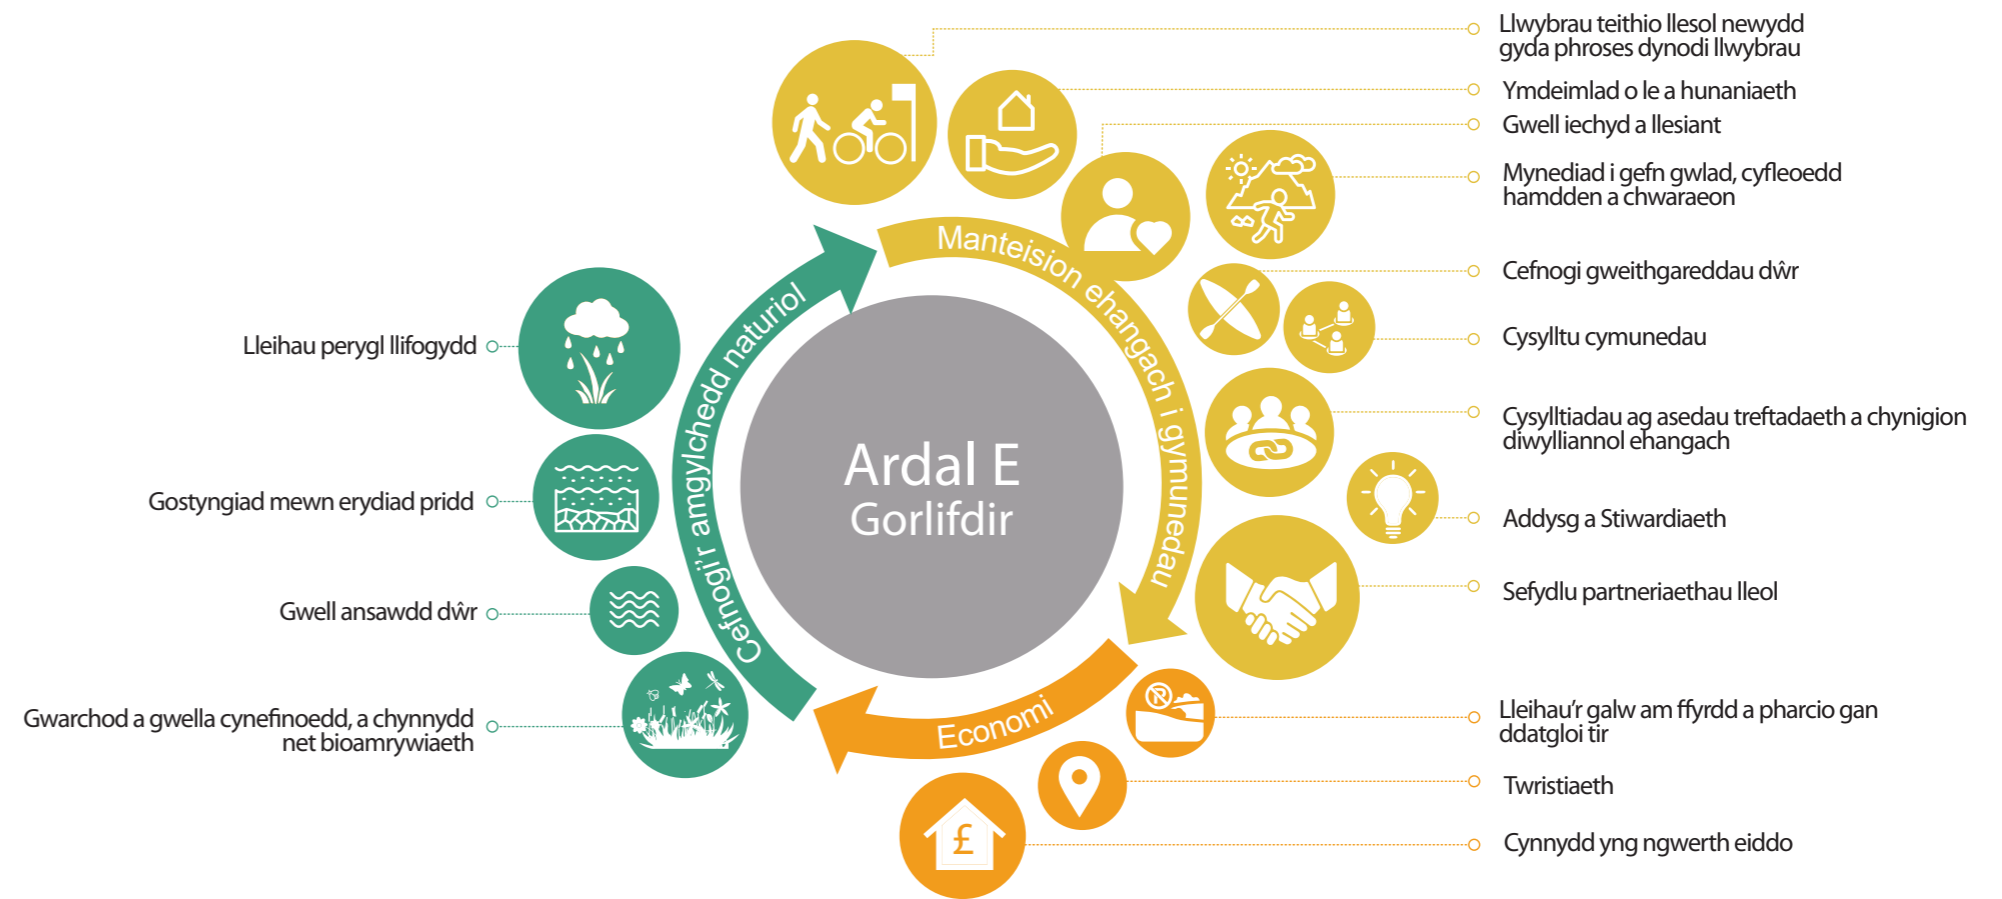 Llwybrau teithio llesol newydd
gyda phroses dynodi llwybrau
Ymdeimlad o le a hunaniaeth
Gwell iechyd a llesiant
Mynediad i gefn gwlad, cyfleoedd
hamdden a chwaraeon
Cefnogi gweithgareddau dŵr
Cysylltu cymunedau
Cysylltiadau ag asedau treftadaeth a chynigion
diwylliannol ehangach
Addysg a Stiwardiaeth
Sefydlu partneriaethau lleol
Lleihau'r galw am ffyrdd a pharcio gan
ddatgloi tir
Twristiaeth
Cynnydd yng ngwerth eiddo
Manteision ehangach i gymunedau
Economi
£
P
Cefnogi'r amgylchedd naturiol
Ardal E
Gorlifdir
Lleihau perygl llifogydd
Gostyngiad mewn erydiad pridd
Gwell ansawdd dŵr
Gwarchod a gwella cynefinoedd, a chynnydd
net bioamrywiaeth